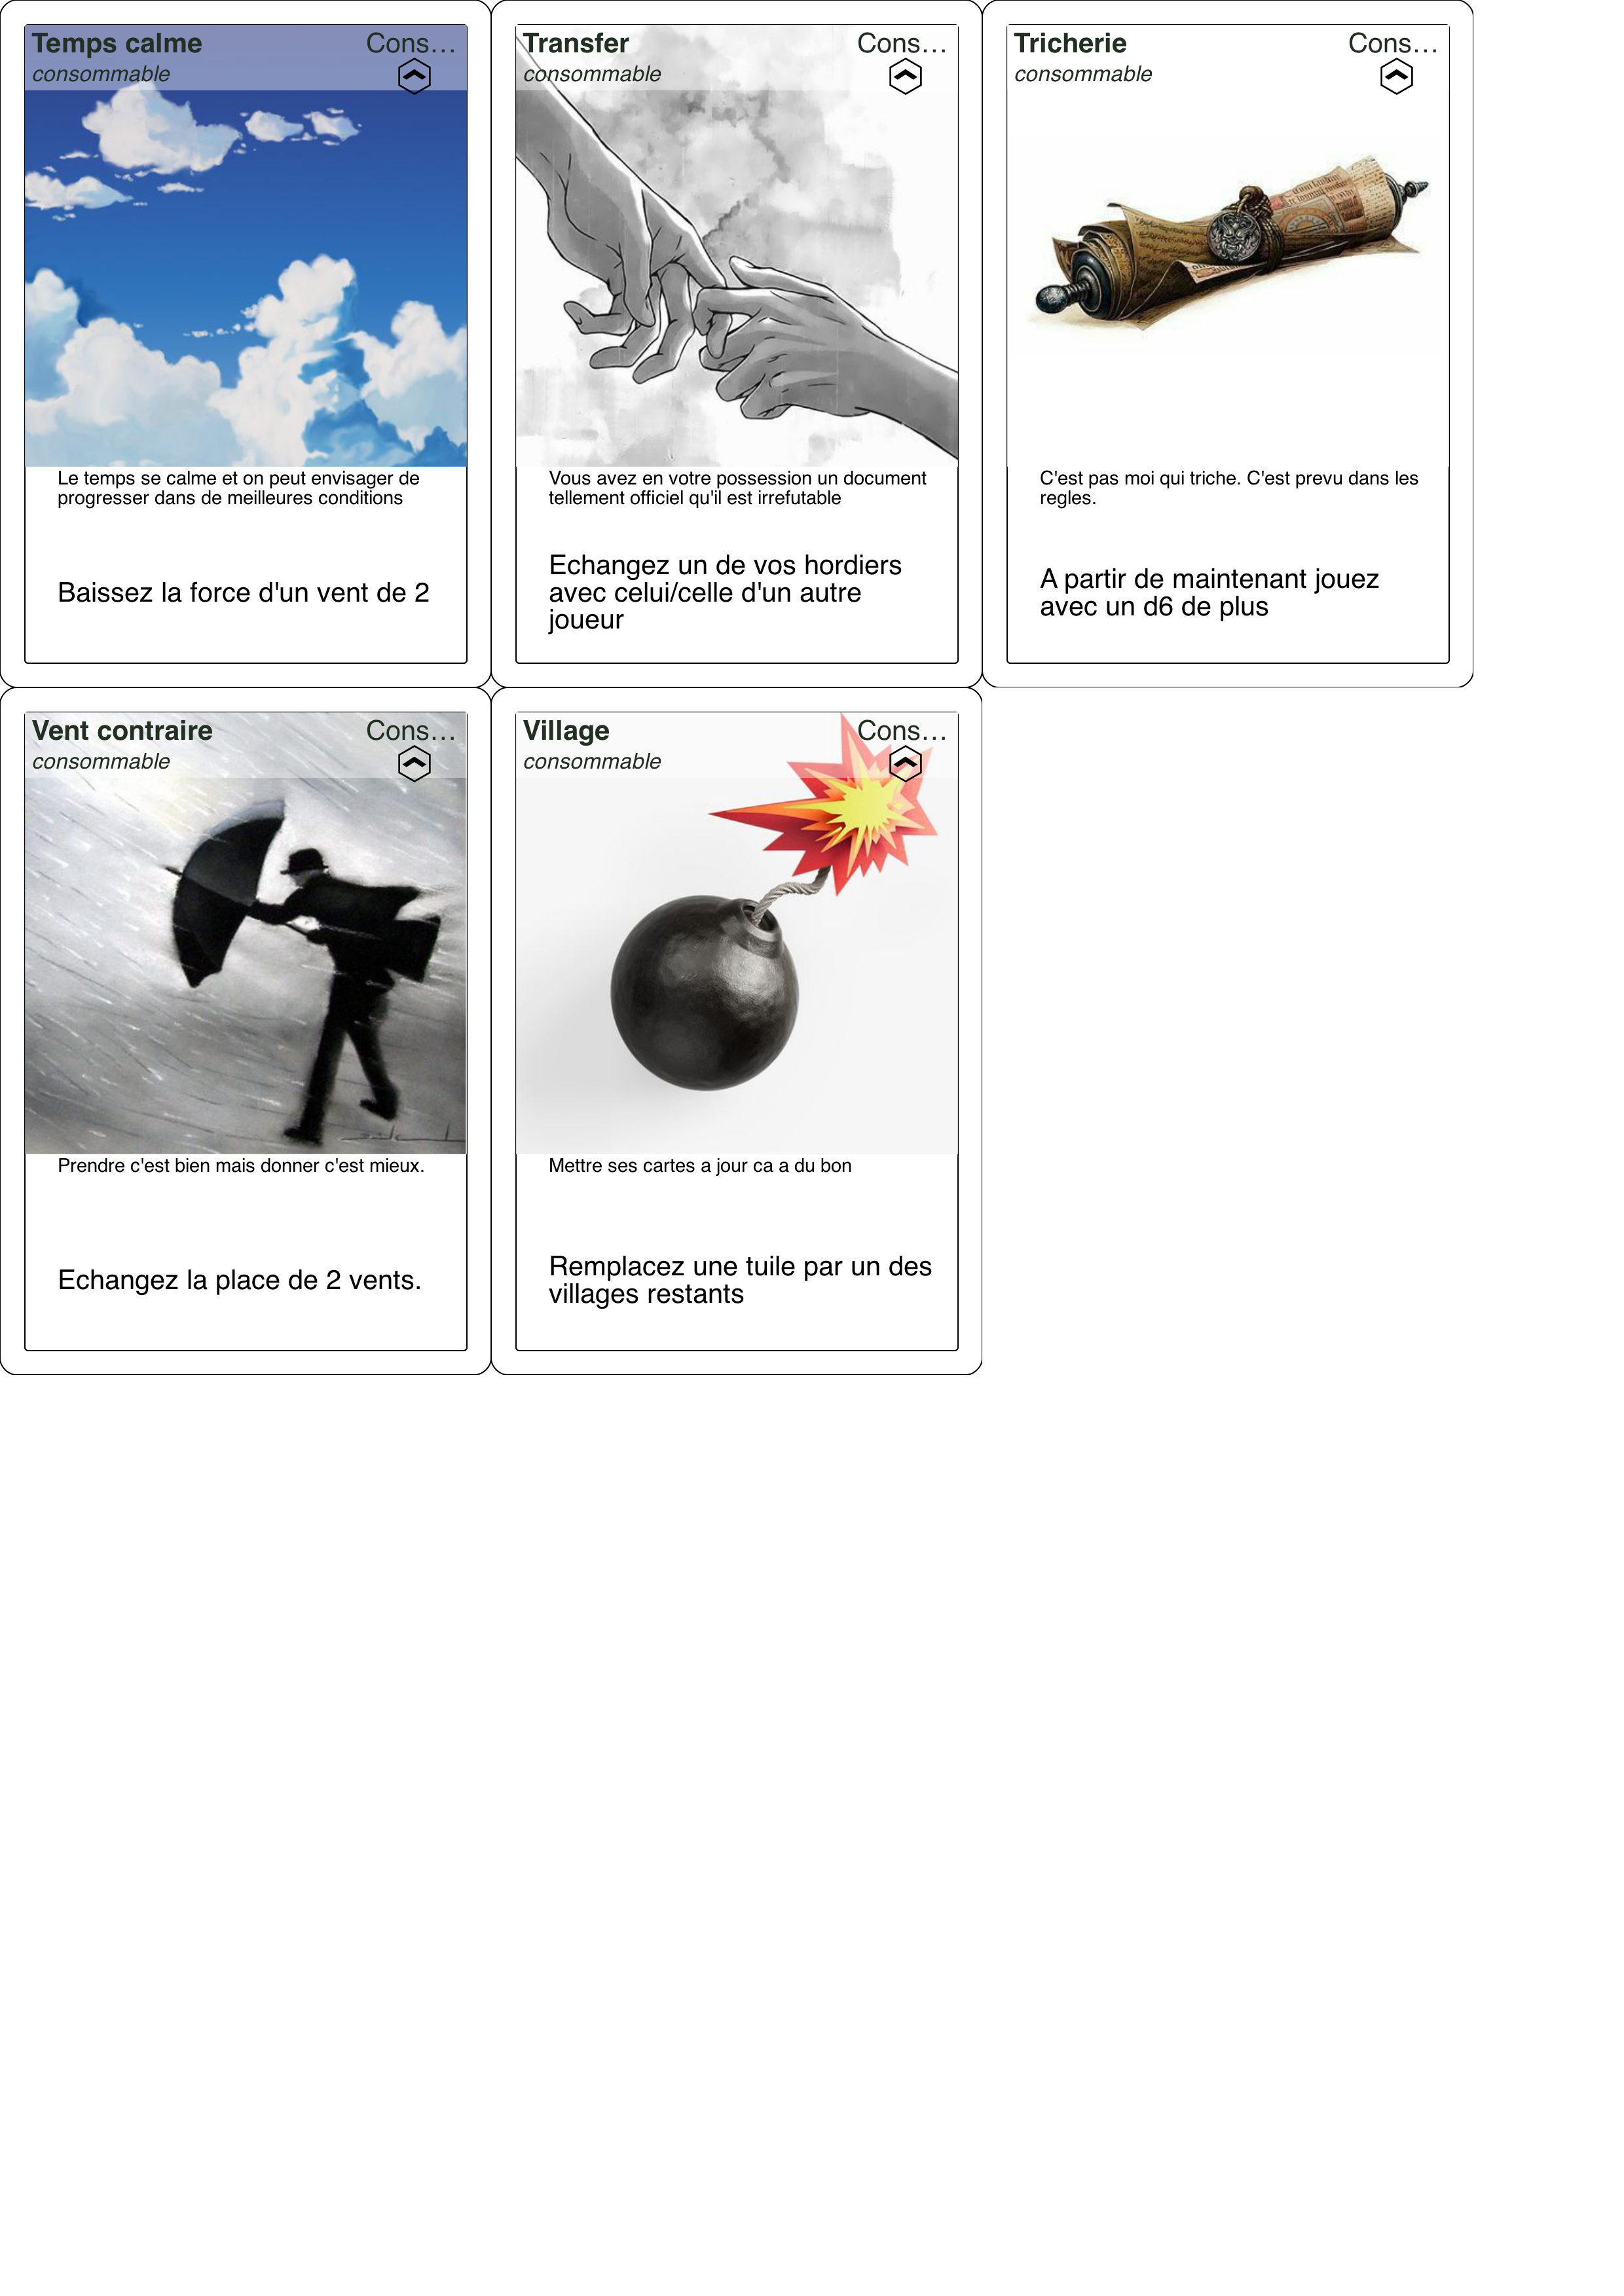 Temps calme
Cons…
consommable
Le temps se calme et on peut envisager de
progresser dans de meilleures conditions
Baissez la force d'un vent de 2
Transfer
Cons…
consommable
Vous avez en votre possession un document
tellement officiel qu'il est irrefutable
Echangez un de vos hordiers
avec celui/celle d'un autre
joueur
Tricherie
Cons…
consommable
C'est pas moi qui triche. C'est prevu dans les
regles.
A partir de maintenant jouez
avec un d6 de plus
Vent contraire
Cons…
consommable
Prendre c'est bien mais donner c'est mieux.
Echangez la place de 2 vents.
Village
Cons…
consommable
Mettre ses cartes a jour ca a du bon
Remplacez une tuile par un des
villages restants